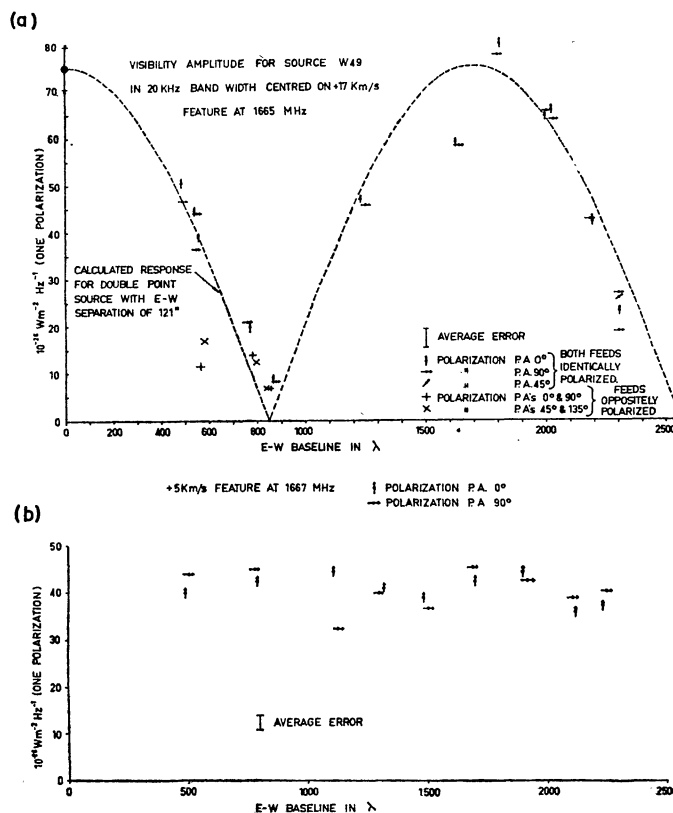 (a)
80
70
60
50
40
30
20
10
0
10⁻²⁶ Wm⁻² Hz⁻¹ (ONE POLARIZATION)
VISIBILITY AMPLITUDE FOR SOURCE W49
IN 20 KHz BAND WIDTH CENTRED ON +17 Km/s
FEATURE AT 1665 MHz
CALCULATED RESPONSE
FOR DOUBLE POINT
SOURCE WITH E-W
SEPARATION OF 121"
AVERAGE ERROR
POLARIZATION P.A. 0°
" P.A. 90°
" P.A. 45°
BOTH FEEDS
IDENTICALLY
POLARIZED.
POLARIZATION P.A's 0° & 90°
" P.A's 45° & 135°
FEEDS
OPPOSITELY
POLARIZED
0 200 400 600 800 1000 1500 2000 250
E-W BASELINE IN λ
+5Km/s FEATURE AT 1667 MHz
POLARIZATION P.A. 0°
POLARIZATION P.A 90°
(b)
50
40
30
20
10
0
10⁻²⁶ Wm⁻² Hz⁻¹ (ONE POLARIZATION)
AVERAGE ERROR
0 500 1000 1500 2000 250
E-W BASELINE IN λ